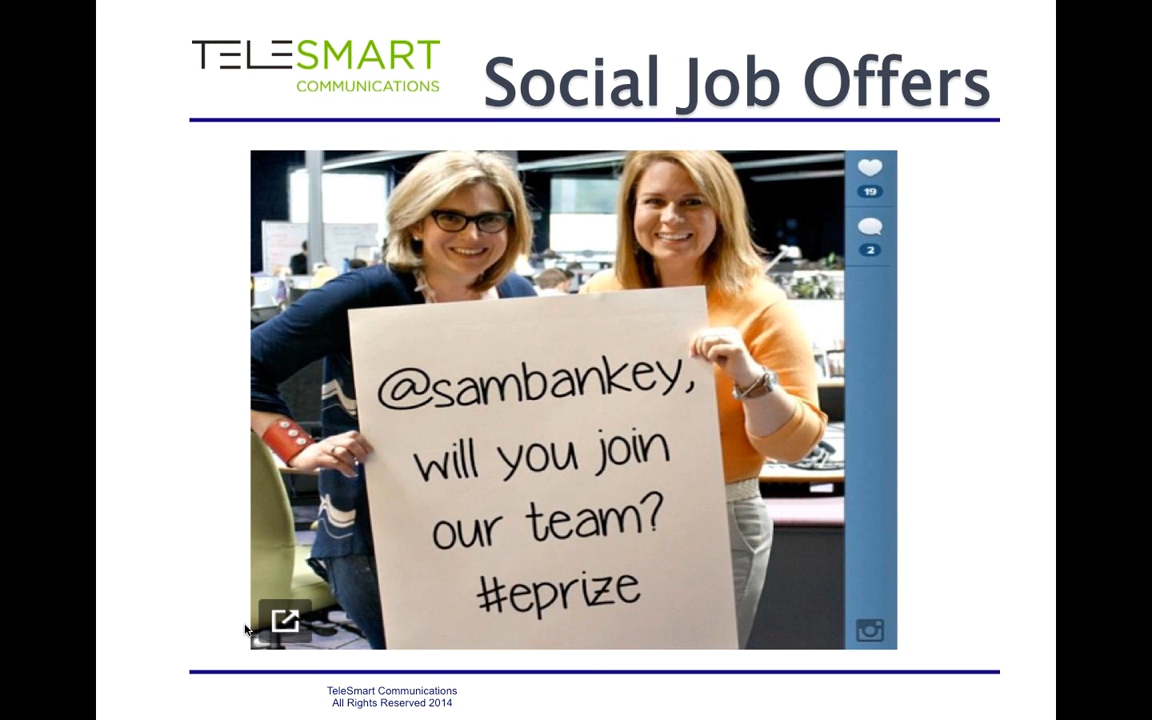 TELESMART
COMMUNICATIONS
Social Job Offers
19
2
@sambankey,
will you join
our team?
#eprize
TeleSmart Communications
All Rights Reserved 2014